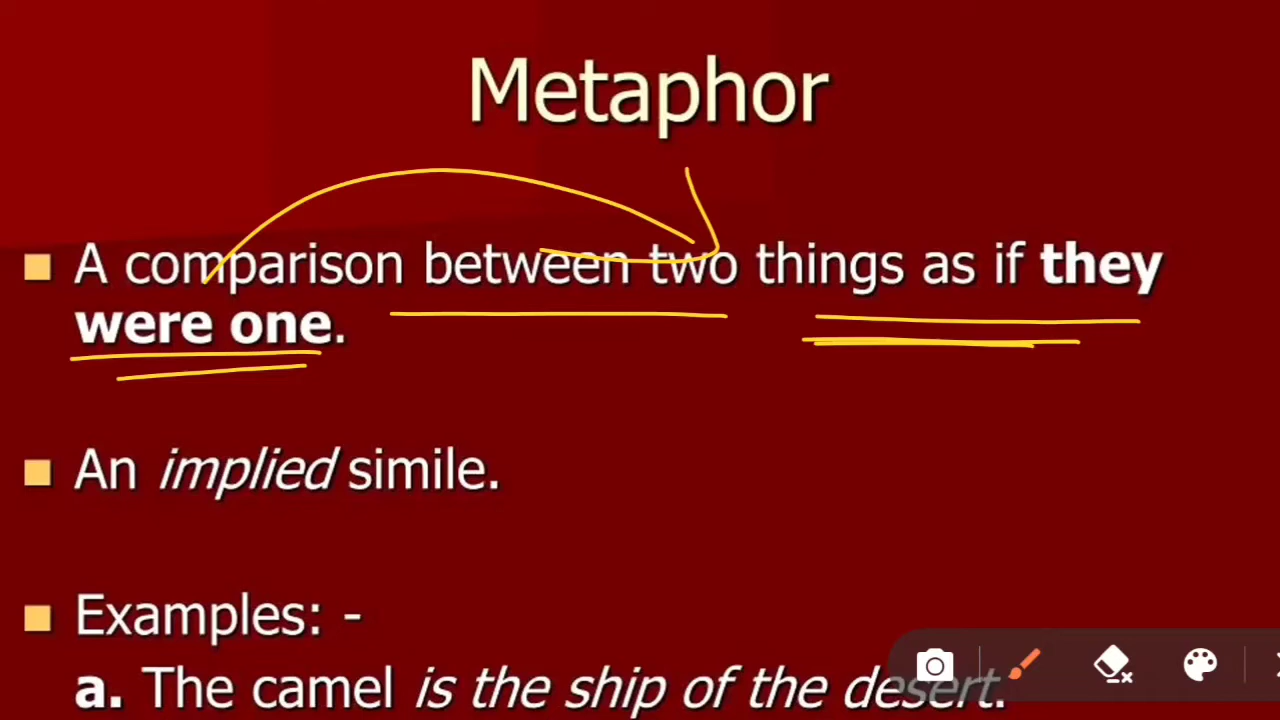 Metaphor
A comparison between two things as if they
were one.
An implied simile.
Examples: -
a. The camel is the ship of the desert.